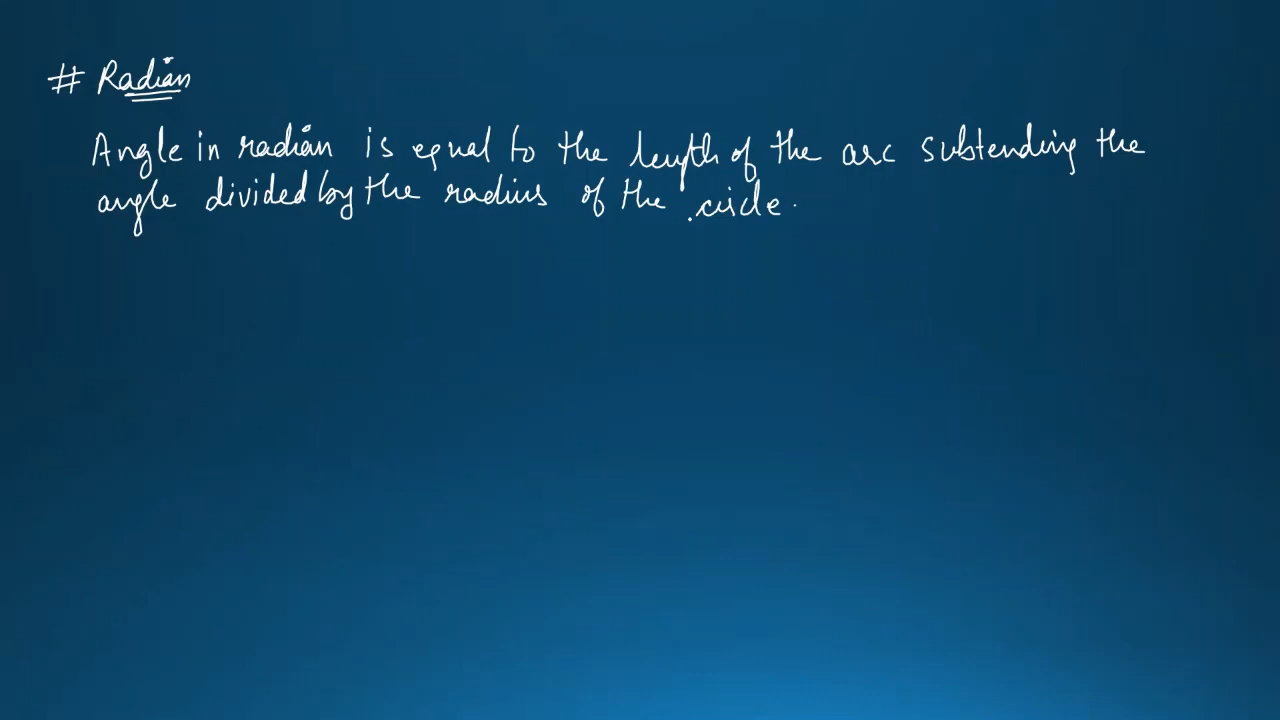 # Radian
Angle in radian is equal to the length of the arc subtending the
angle divided by the radius of the circle.